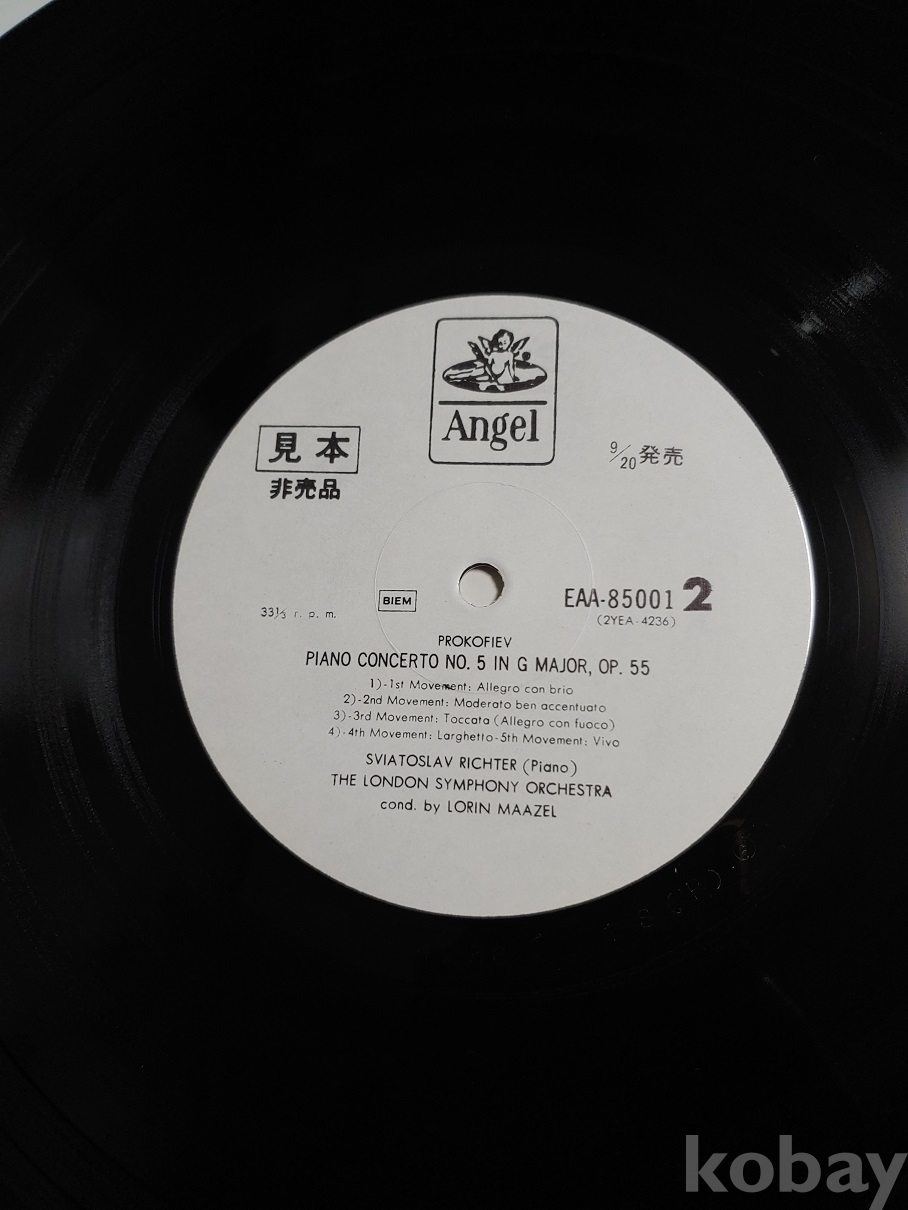 Angel
見本
非売品
9/20 発売
33⅓ r. p. m.
BIEM
EAA-85001 2
(2YEA-4236)
PROKOFIEV
PIANO CONCERTO NO. 5 IN G MAJOR, OP. 55
1)-1st Movement: Allegro con brio
2)-2nd Movement: Moderato ben accentuato
3)-3rd Movement: Toccata (Allegro con fuoco)
4)-4th Movement: Larghetto-5th Movement: Vivo
SVIATOSLAV RICHTER (Piano)
THE LONDON SYMPHONY ORCHESTRA
cond. by LORIN MAAZEL
kobay